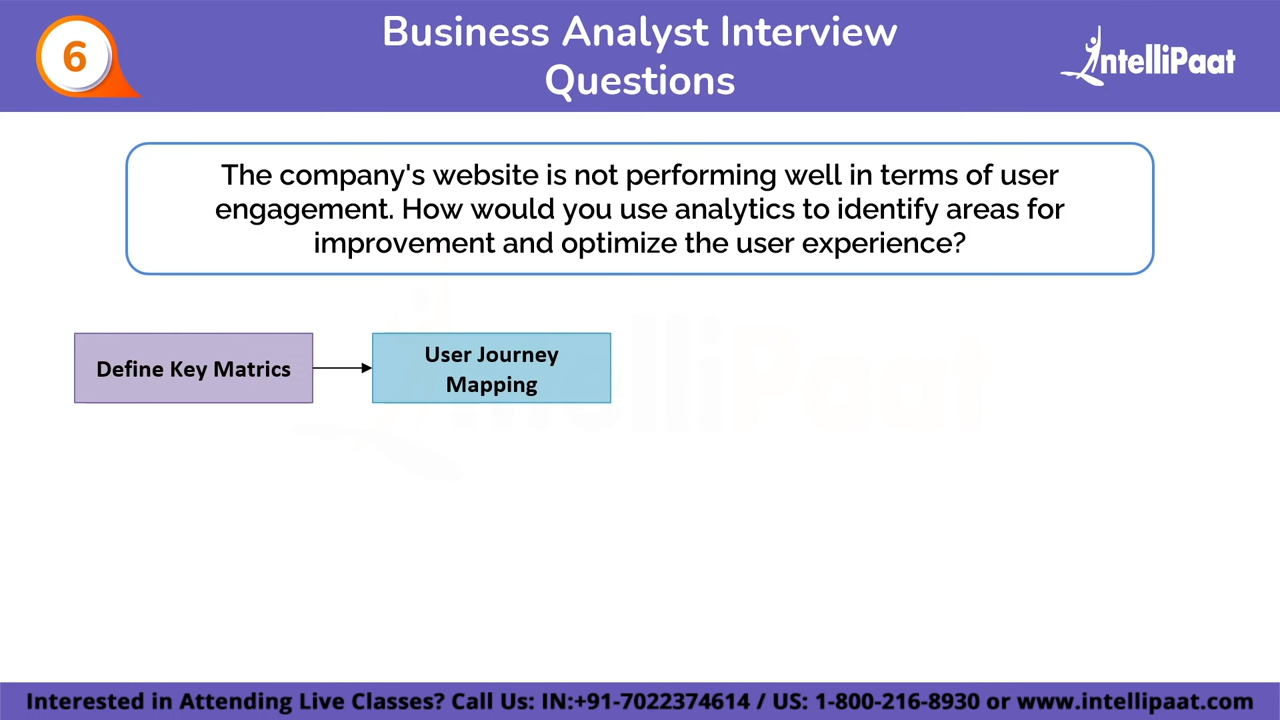 6
Business Analyst Interview
Questions
IntelliPaat
The company's website is not performing well in terms of user
engagement. How would you use analytics to identify areas for
improvement and optimize the user experience?
Define Key Matrics
User Journey
Mapping
IntelliPaat
Interested in Attending Live Classes? Call Us: IN:+91-7022374614 / US: 1-800-216-8930 or www.intellipaat.com